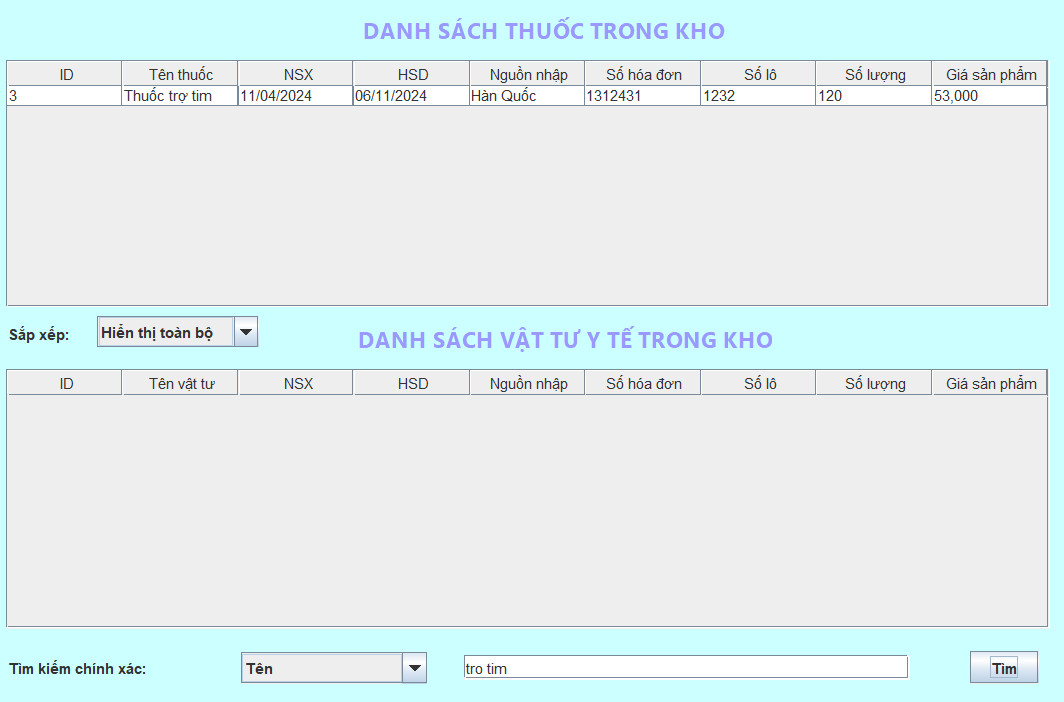 DANH SÁCH THUỐC TRONG KHO
ID Tên thuốc NSX HSD Nguồn nhập Số hóa đơn Số lô Số lượng Giá sản phẩm
3 Thuốc trợ tim 11/04/2024 06/11/2024 Hàn Quốc 1312431 1232 120 53,000
Sắp xếp: Hiển thị toàn bộ
DANH SÁCH VẬT TƯ Y TẾ TRONG KHO
ID Tên vật tư NSX HSD Nguồn nhập Số hóa đơn Số lô Số lượng Giá sản phẩm
Tìm kiếm chính xác: Tên tro tim Tìm